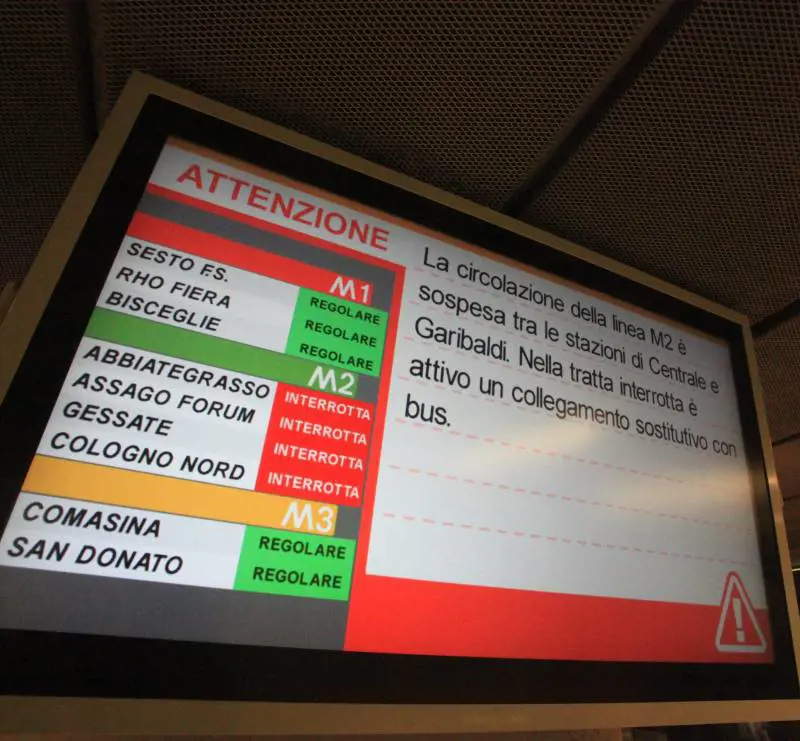 ATTENZIONE
M1
SESTO F.S. REGOLARE
RHO FIERA REGOLARE
BISCEGLIE REGOLARE
M2
ABBIATEGRASSO INTERROTTA
ASSAGO FORUM INTERROTTA
GESSATE INTERROTTA
COLOGNO NORD INTERROTTA
M3
COMASINA REGOLARE
SAN DONATO REGOLARE
La circolazione della linea M2 è
sospesa tra le stazioni di Centrale e
Garibaldi. Nella tratta interrotta è
attivo un collegamento sostitutivo con
bus.